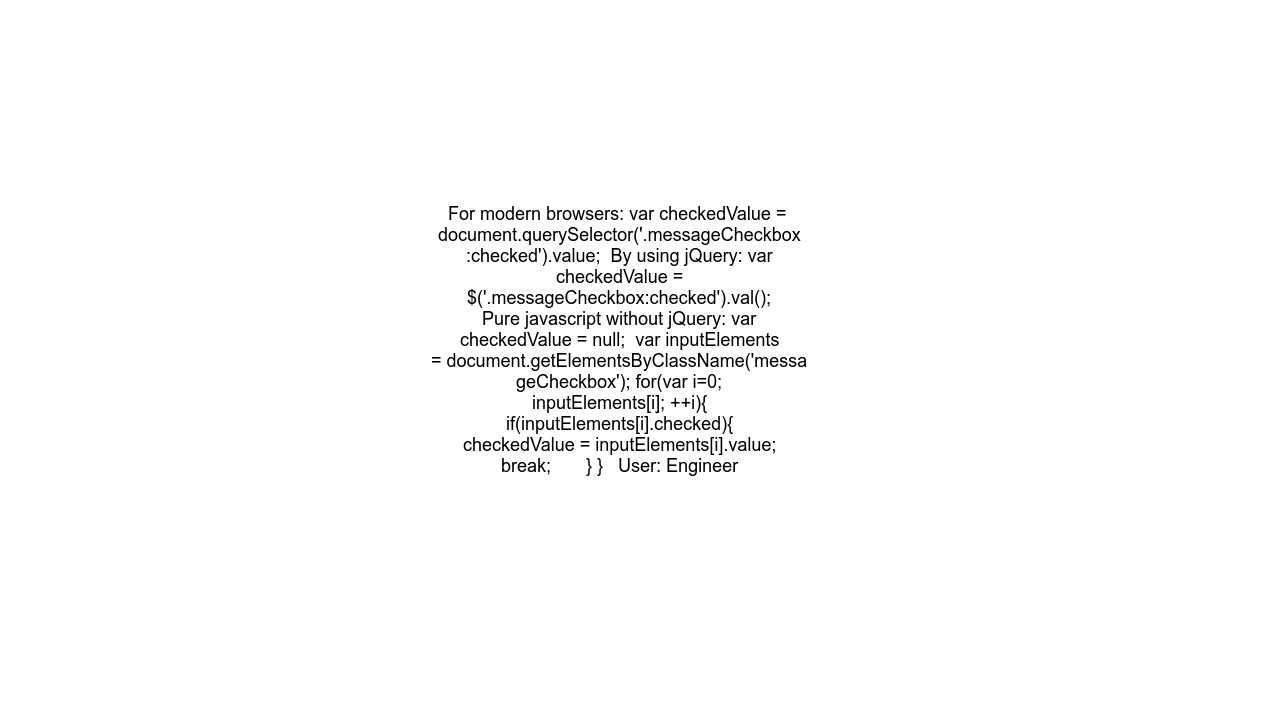 For modern browsers: var checkedValue =
document.querySelector('.messageCheckbox
:checked').value;  By using jQuery: var
checkedValue =
$('.messageCheckbox:checked').val();
Pure javascript without jQuery: var
checkedValue = null;  var inputElements
= document.getElementsByClassName('messa
geCheckbox'); for(var i=0;
inputElements[i]; ++i){
if(inputElements[i].checked){
checkedValue = inputElements[i].value;
break;       } }   User: Engineer